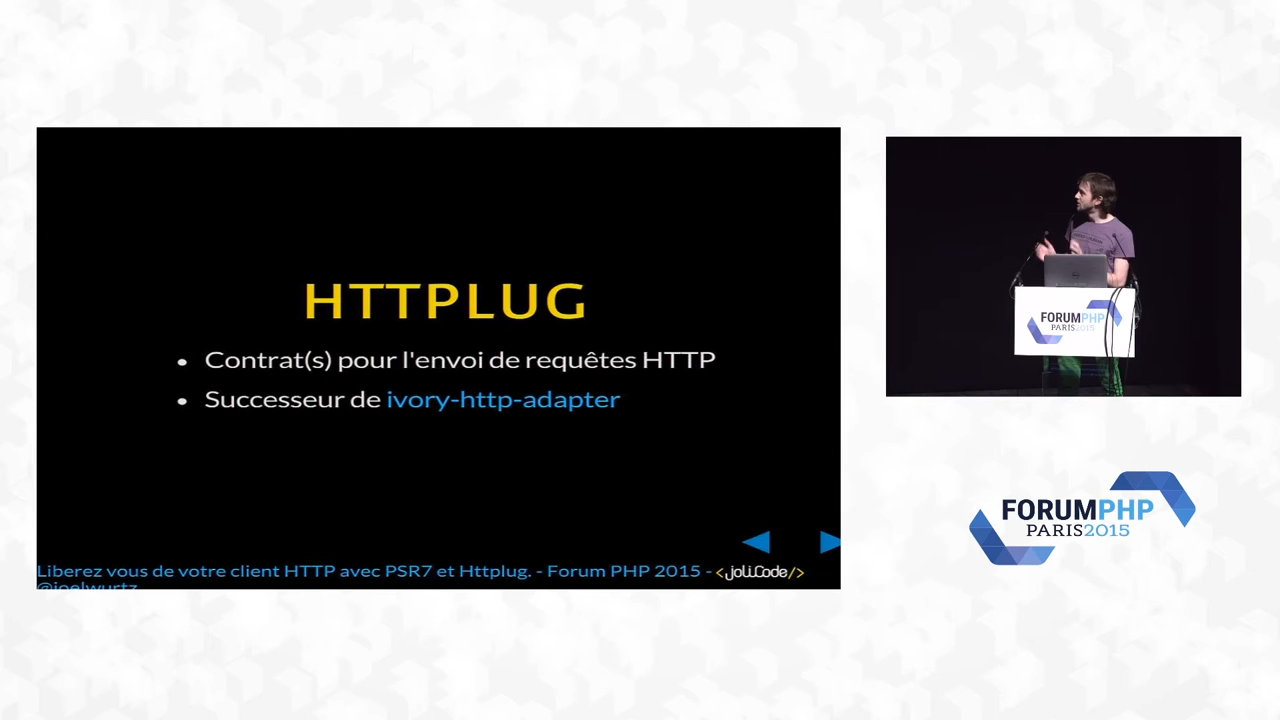 HTTPLUG
• Contrat(s) pour l'envoi de requêtes HTTP
• Successeur de ivory-http-adapter
Liberez vous de votre client HTTP avec PSR7 et Httplug. - Forum PHP 2015 -
@joelwurtz
<joliCode/>
FORUMPHP
PARIS2015
FORUMPHP
PARIS2015